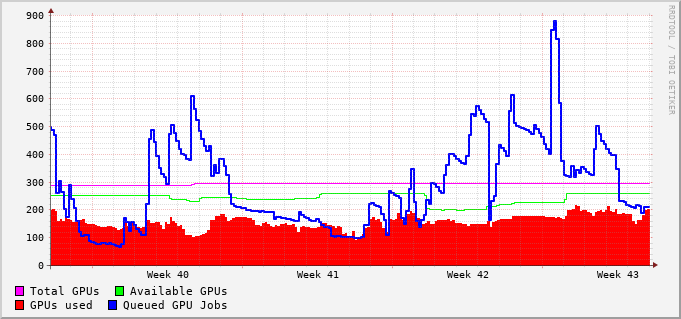 RRDTOOL / TOBI OETIKER
900
800
700
600
500
400
300
200
100
0
Week 40 Week 41 Week 42 Week 43
Total GPUs Available GPUs
GPUs used Queued GPU Jobs